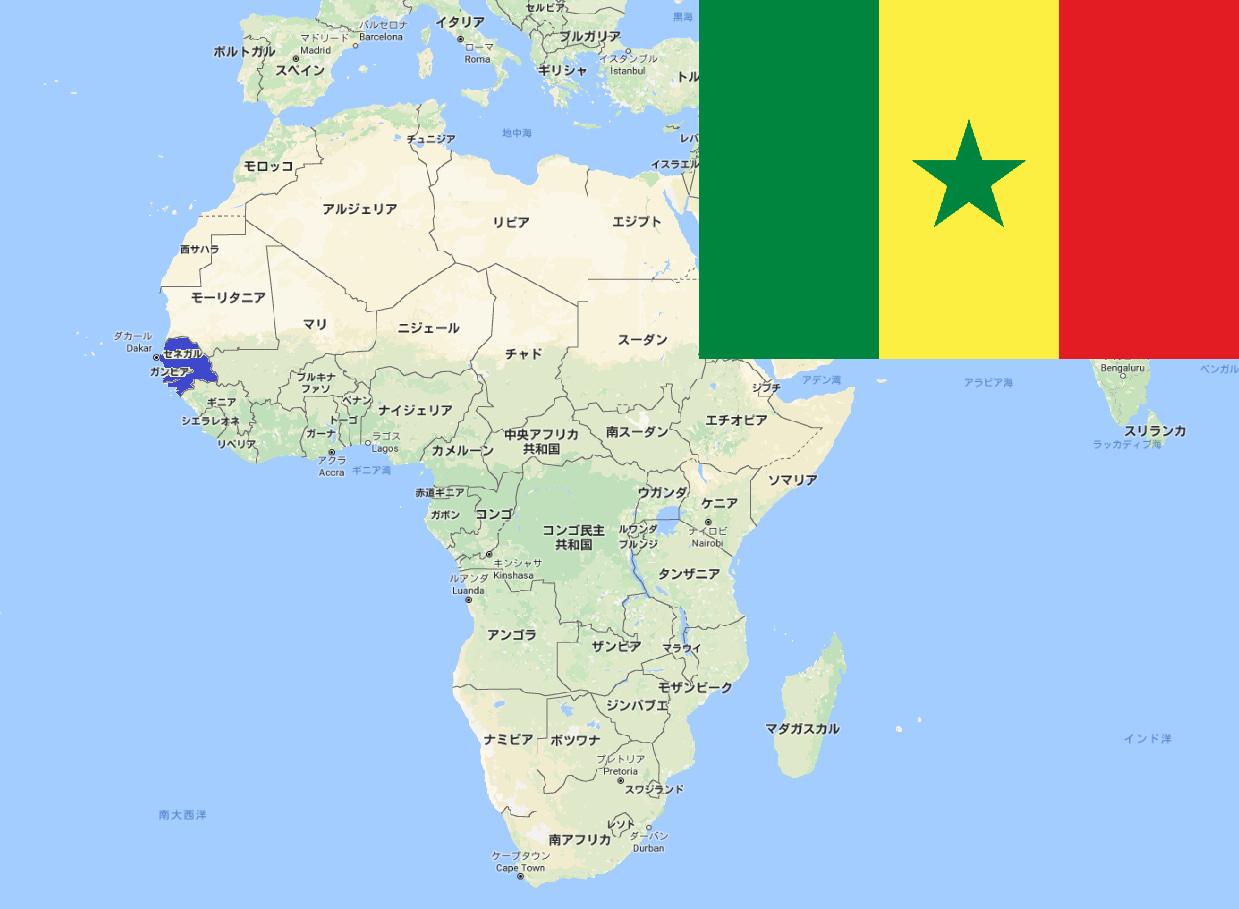 セルビア
黒海
イタリア
バルセロナ
Barcelona
ブルガリア
マドリード
Madrid
ローマ
Roma
ポルトガル
イスタンブル
İstanbul
スペイン
ギリシャ
トル
地中海
チュニジア
レバ
モロッコ
イスラエル
アルジェリア
リビア
エジプト
西サハラ
モーリタニア
マリ
ニジェール
ダカール
Dakar
スーダン
セネガル
チャド
ガンビア
Bengaluru
ベンガル
アデン湾
アラビア海
ブルキナ
ファソ
ジブチ
ギニア
ベナン
ナイジェリア
シエラレオネ
トーゴ
エチオピア
ガーナ
南スーダン
中央アフリカ
共和国
スリランカ
ラッカディブ海
リベリア
ラゴス
Lagos
カメルーン
アクラ
Accra
ギニア湾
ソマリア
赤道ギニア
ウガンダ
ケニア
ガボン
コンゴ
コンゴ民主
共和国
ルワンダ
ブルンジ
ナイロビ
Nairobi
キンシャサ
Kinshasa
タンザニア
ルアンダ
Luanda
アンゴラ
ザンビア
マラウイ
モザンビーク
ジンバブエ
マダガスカル
ナミビア
ボツワナ
インド洋
プレトリア
Pretoria
スワジランド
南大西洋
レソト
南アフリカ
ダーバン
Durban
ケープタウン
Cape Town